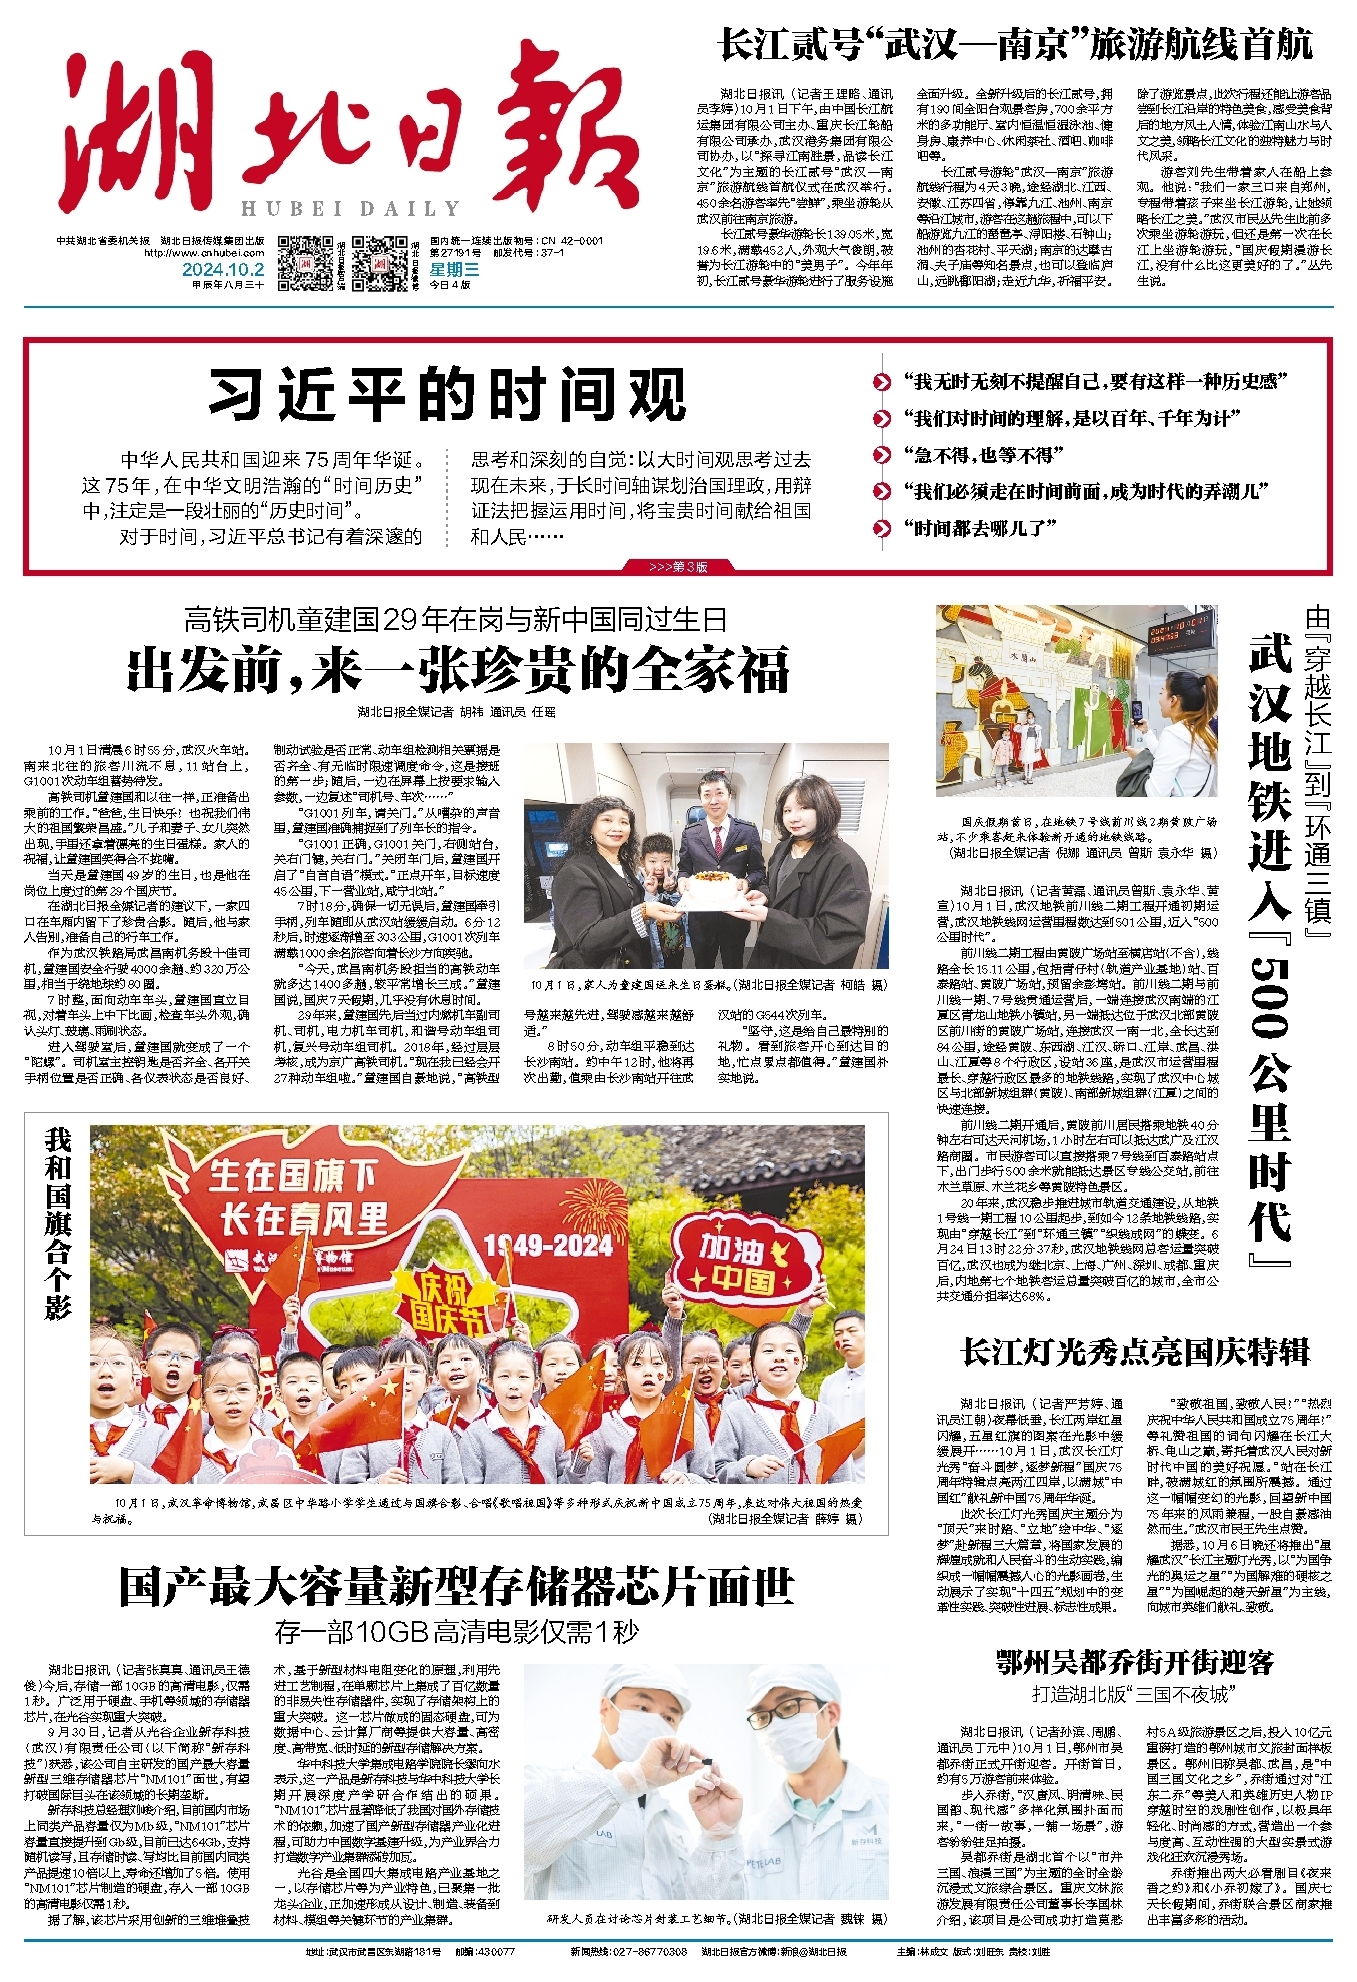 湖北日报
HUBEI DAILY
中共湖北省委机关报 湖北日报传媒集团出版
http://www.cnhubei.com
2024.10.2
甲辰年八月三十
国内统一连续出版物号：CN 42-0001
第27191号 邮发代号：37-1
星期三
今日4版
长江贰号“武汉—南京”旅游航线首航
湖北日报讯（记者王理略、通讯
员李婷）10月1日下午，由中国长江航
运集团有限公司主办、重庆长江轮船
有限公司承办，武汉港务集团有限公
司协办，以“探寻江南胜景，品读长江
文化”为主题的长江贰号“武汉—南
京”旅游航线首航仪式在武汉举行。
450余名游客率先“尝鲜”，乘坐游轮从
武汉前往南京旅游。
长江贰号豪华游轮长139.05米，宽
19.6米，满载452人，外观大气俊朗，被
誉为长江游轮中的“美男子”。今年年
初，长江贰号豪华游轮进行了服务设施
全面升级。全新升级后的长江贰号，拥
有190间全阳台观景客房，700余平方
米的多功能厅、室内恒温恒湿泳池、健
身房、康养中心、休闲茶社、酒吧、咖啡
吧等。
长江贰号游轮“武汉—南京”旅游
航线行程为4天3晚，途经湖北、江西、
安徽、江苏四省，停靠九江、池州、南京
等沿江城市，游客在这趟旅程中，可以下
船游览九江的琵琶亭、浔阳楼、石钟山；
池州的杏花村、平天湖；南京的达摩古
洞、夫子庙等知名景点，也可以登临庐
山，远眺鄱阳湖；走近九华，祈福平安。
除了游览景点，此次行程还能让游客品
尝到长江沿岸的特色美食，感受美食背
后的地方风土人情，体验江南山水与人
文之美，领略长江文化的独特魅力与时
代风采。
游客刘先生带着家人在船上参
观。他说：“我们一家三口来自郑州，
专程带着孩子来坐长江游轮，让她领
略长江之美。”武汉市民丛先生此前多
次乘坐游轮游玩，但还是第一次在长
江上坐游轮游玩，“国庆假期漫游长
江，没有什么比这更美好的了。”丛先
生说。
习近平的时间观
中华人民共和国迎来75周年华诞。
这75年，在中华文明浩瀚的“时间历史”
中，注定是一段壮丽的“历史时间”。
对于时间，习近平总书记有着深邃的
思考和深刻的自觉：以大时间观思考过去
现在未来，于长时间轴谋划治国理政，用辩
证法把握运用时间，将宝贵时间献给祖国
和人民……
“我无时无刻不提醒自己，要有这样一种历史感”
“我们对时间的理解，是以百年、千年为计”
“急不得，也等不得”
“我们必须走在时间前面，成为时代的弄潮儿”
“时间都去哪儿了”
>>>第3版
高铁司机童建国29年在岗与新中国同过生日
出发前，来一张珍贵的全家福
湖北日报全媒记者 胡祎 通讯员 任瑶
10月1日清晨6时55分，武汉火车站。
南来北往的旅客川流不息，11站台上，
G1001次动车组蓄势待发。
高铁司机童建国和以往一样，正准备出
乘前的工作。“爸爸，生日快乐！也祝我们伟
大的祖国繁荣昌盛。”儿子和妻子、女儿突然
出现，手里还拿着漂亮的生日蛋糕。家人的
祝福，让童建国笑得合不拢嘴。
当天是童建国49岁的生日，也是他在
岗位上度过的第29个国庆节。
在湖北日报全媒记者的建议下，一家四
口在车厢内留下了珍贵合影。随后，他与家
人告别，准备自己的行车工作。
作为武汉铁路局武昌南机务段十佳司
机，童建国安全行驶4000余趟、约320万公
里，相当于绕地球约80圈。
7时整，面向动车车头，童建国直立目
视，对着车头上中下比画，检查车头外观，确
认头灯、玻璃、雨刷状态。
进入驾驶室后，童建国就变成了一个
“陀螺”。司机室主控钥匙是否齐全、各开关
手柄位置是否正确、各仪表状态是否良好、
制动试验是否正常、动车组检测相关票据是
否齐全、有无临时限速调度命令，这是接班
的第一步；随后，一边在屏幕上按要求输入
参数，一边复述“司机号、车次……”
“G1001列车，请关门。”从嘈杂的声音
里，童建国准确捕捉到了列车长的指令。
“G1001正确，G1001关门，右侧站台，
关右门键，关右门。”关闭车门后，童建国开
启了“自言自语”模式。“正点开车，目标速度
45公里，下一营业站，咸宁北站。”
7时18分，确保一切无误后，童建国牵引
手柄，列车随即从武汉站缓缓启动。6分12
秒后，时速逐渐增至303公里，G1001次列车
满载1000余名旅客向着长沙方向疾驰。
“今天，武昌南机务段担当的高铁动车
就多达1400多趟，较平常增长三成。”童建
国说，国庆7天假期，几乎没有休息时间。
29年来，童建国先后当过内燃机车副司
机、司机，电力机车司机，和谐号动车组司
机，复兴号动车组司机。2018年，经过层层
考核，成为京广高铁司机。“现在我已经会开
27种动车组啦。”童建国自豪地说，“高铁型
10月1日，家人为童建国送来生日蛋糕。（湖北日报全媒记者 柯皓 摄）
号越来越先进，驾驶感越来越舒
适。”
8时50分，动车组平稳到达
长沙南站。约中午12时，他将再
次出勤，值乘由长沙南站开往武
汉站的G544次列车。
“坚守，这是给自己最特别的
礼物。看到旅客开心到达目的
地，忙点累点都值得。”童建国朴
实地说。
木兰山
国庆假期首日，在地铁7号线前川线2期黄陂广场
站，不少乘客赶来体验新开通的地铁线路。
（湖北日报全媒记者 倪娜 通讯员 曾斯 袁永华 摄）
由『穿越长江』到『环通三镇』
武汉地铁进入『500公里时代』
湖北日报讯（记者黄磊、通讯员曾斯、袁永华、黄
宣）10月1日，武汉地铁前川线二期工程开通初期运
营，武汉地铁线网运营里程数达到501公里，迈入“500
公里时代”。
前川线二期工程由黄陂广场站至横店站（不含），线
路全长15.11公里，包括青仔村（轨道产业基地）站、百
泰路站、黄陂广场站，预留余彭湾站。前川线二期与前
川线一期、7号线贯通运营后，一端连接武汉南端的江
夏区青龙山地铁小镇站，另一端抵达位于武汉北部黄陂
区前川街的黄陂广场站，连接武汉一南一北，全长达到
84公里，途经黄陂、东西湖、江汉、硚口、江岸、武昌、洪
山、江夏等8个行政区，设站36座，是武汉市运营里程
最长、穿越行政区最多的地铁线路，实现了武汉中心城
区与北部新城组群（黄陂）、南部新城组群（江夏）之间的
快速连接。
前川线二期开通后，黄陂前川居民搭乘地铁40分
钟左右可达天河机场，1小时左右可以抵达武广及江汉
路商圈。市民游客可以直接搭乘7号线到百泰路站点
下，出门步行500余米就能抵达景区专线公交站，前往
木兰草原、木兰花乡等黄陂特色景区。
20年来，武汉稳步推进城市轨道交通建设，从地铁
1号线一期工程10公里起步，到如今12条地铁线路，实
现由“穿越长江”到“环通三镇”“织线成网”的蝶变。6
月24日13时22分37秒，武汉地铁线网总客运量突破
百亿，武汉也成为继北京、上海、广州、深圳、成都、重庆
后，内地第七个地铁客运总量突破百亿的城市，全市公
共交通分担率达68%。
我和国旗合个影
生在国旗下
长在春风里
1949-2024
庆祝
国庆节
加油
中国
10月1日，武汉革命博物馆，武昌区中华路小学学生通过与国旗合影、合唱《歌唱祖国》等多种形式庆祝新中国成立75周年，表达对伟大祖国的热爱
与祝福。
（湖北日报全媒记者 薛婷 摄）
长江灯光秀点亮国庆特辑
湖北日报讯（记者严芳婷、通
讯员江朝）夜幕低垂，长江两岸红星
闪耀，五星红旗的图案在光影中缓
缓展开……10月1日，武汉长江灯
光秀“奋斗圆梦，逐梦新程”国庆75
周年特辑点亮两江四岸，以满城“中
国红”献礼新中国75周年华诞。
此次长江灯光秀国庆主题分为
“顶天”来时路、“立地”绘中华、“逐
梦”赴新程三大篇章，将国家发展的
辉煌成就和人民奋斗的生动实践，编
织成一幅幅震撼人心的光影画卷，生
动展示了实现“十四五”规划中的变
革性实践、突破性进展、标志性成果。
“致敬祖国，致敬人民！”“热烈
庆祝中华人民共和国成立75周年！”
等礼赞祖国的词句闪耀在长江大
桥、龟山之巅，寄托着武汉人民对新
时代中国的美好祝愿。“站在长江
畔，被满城红的氛围所震撼。通过
这一幅幅变幻的光影，回望新中国
75年来的风雨兼程，一股自豪感油
然而生。”武汉市民王先生点赞。
据悉，10月6日晚还将推出“星
耀武汉”长江主题灯光秀，以“为国争
光的奥运之星”“为国解难的硬核之
星”“为国崛起的楚天新星”为主线，
向城市英雄们献礼、致敬。
国产最大容量新型存储器芯片面世
存一部10GB高清电影仅需1秒
湖北日报讯（记者张真真、通讯员王德
俊）今后，存储一部10GB的高清电影，仅需
1秒。广泛用于硬盘、手机等领域的存储器
芯片，在光谷实现重大突破。
9月30日，记者从光谷企业新存科技
（武汉）有限责任公司（以下简称“新存科
技”）获悉，该公司自主研发的国产最大容量
新型三维存储器芯片“NM101”面世，有望
打破国际巨头在该领域的长期垄断。
新存科技总经理刘峻介绍，目前国内市场
上同类产品容量仅为Mb级，“NM101”芯片
容量直接提升到Gb级，目前已达64Gb，支持
随机读写，且存储时读、写均比目前国内同类
产品提速10倍以上，寿命还增加了5倍。使用
“NM101”芯片制造的硬盘，存入一部10GB
的高清电影仅需1秒。
据了解，该芯片采用创新的三维堆叠技
术，基于新型材料电阻变化的原理，利用先
进工艺制程，在单颗芯片上集成了百亿数量
的非易失性存储器件，实现了存储架构上的
重大突破。这一芯片做成的固态硬盘，可为
数据中心、云计算厂商等提供大容量、高密
度、高带宽、低时延的新型存储解决方案。
华中科技大学集成电路学院院长缪向水
表示，这一产品是新存科技与华中科技大学长
期开展深度产学研合作结出的硕果。
“NM101”芯片显著降低了我国对国外存储技
术的依赖，加速了国产新型存储器产业化进
程，可助力中国数字基建升级，为产业界合力
打造数字产业集群添砖加瓦。
光谷是全国四大集成电路产业基地之
一，以存储芯片等为产业特色，已聚集一批
龙头企业，正加速形成从设计、制造、装备到
材料、模组等关键环节的产业集群。
新存科技
研发人员在讨论芯片封装工艺细节。（湖北日报全媒记者 魏铼 摄）
鄂州吴都乔街开街迎客
打造湖北版“三国不夜城”
湖北日报讯（记者孙滨、周鹏、
通讯员丁元中）10月1日，鄂州市吴
都乔街正式开街迎客。开街首日，
约有5万游客前来体验。
步入乔街，“汉唐风、明清味、民
国韵、现代感”多样化氛围扑面而
来，“一街一故事，一铺一场景”，游
客纷纷驻足拍摄。
吴都乔街是湖北首个以“市井
三国、浪漫三国”为主题的全时全龄
沉浸式文旅综合景区。重庆文林旅
游发展有限责任公司董事长李国林
介绍，该项目是公司成功打造莫愁
村5A级旅游景区之后，投入10亿元
重磅打造的鄂州城市文旅封面样板
景区。鄂州旧称吴都、武昌，是“中
国三国文化之乡”，乔街通过对“江
东二乔”等美人和英雄历史人物IP
穿越时空的戏剧性创作，以极具年
轻化、时尚感的方式，营造出一个参
与度高、互动性强的大型实景式游
戏化狂欢沉浸秀场。
乔街推出两大必看剧目《夜来
香之约》和《小乔初嫁了》。国庆七
天长假期间，乔街联合景区商家推
出丰富多彩的活动。
地址：武汉市武昌区东湖路181号 邮编：430077 新闻热线：027-86770308 湖北日报官方微博：新浪@湖北日报 主编：林成文 版式：刘旺东 责校：刘胜